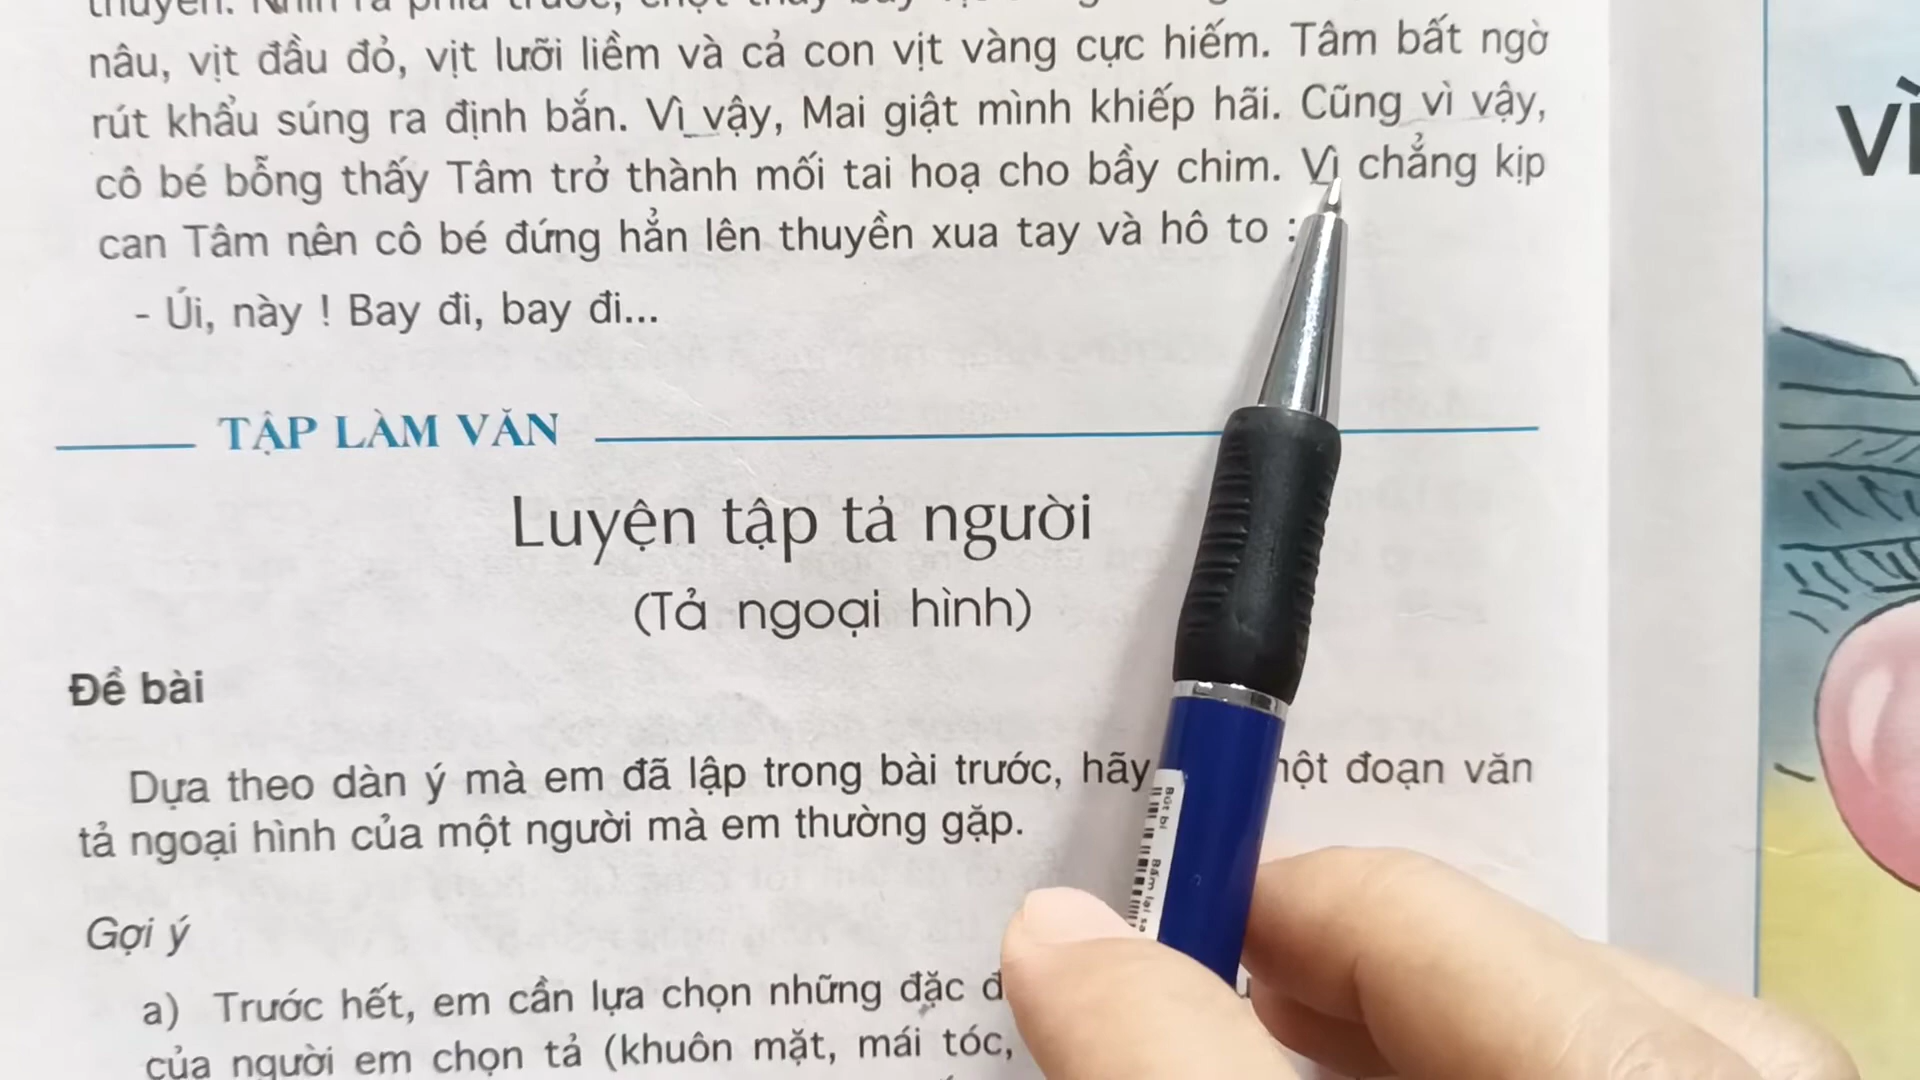 nâu, vịt đầu đỏ, vịt lưỡi liềm và cả con vịt vàng cực hiếm. Tâm bất ngờ
rút khẩu súng ra định bắn. Vì vậy, Mai giật mình khiếp hãi. Cũng vì vậy,
cô bé bỗng thấy Tâm trở thành mối tai hoạ cho bầy chim. Vì chẳng kịp
can Tâm nên cô bé đứng hẳn lên thuyền xua tay và hô to :
- Úi, này ! Bay đi, bay đi...
TẬP LÀM VĂN
Luyện tập tả người
(Tả ngoại hình)
Đề bài
Dựa theo dàn ý mà em đã lập trong bài trước, hãy một đoạn văn
tả ngoại hình của một người mà em thường gặp.
Gợi ý
a) Trước hết, em cần lựa chọn những đặc
của người em chọn tả (khuôn mặt, mái tóc,
Bút bi
Bấm
VÌ